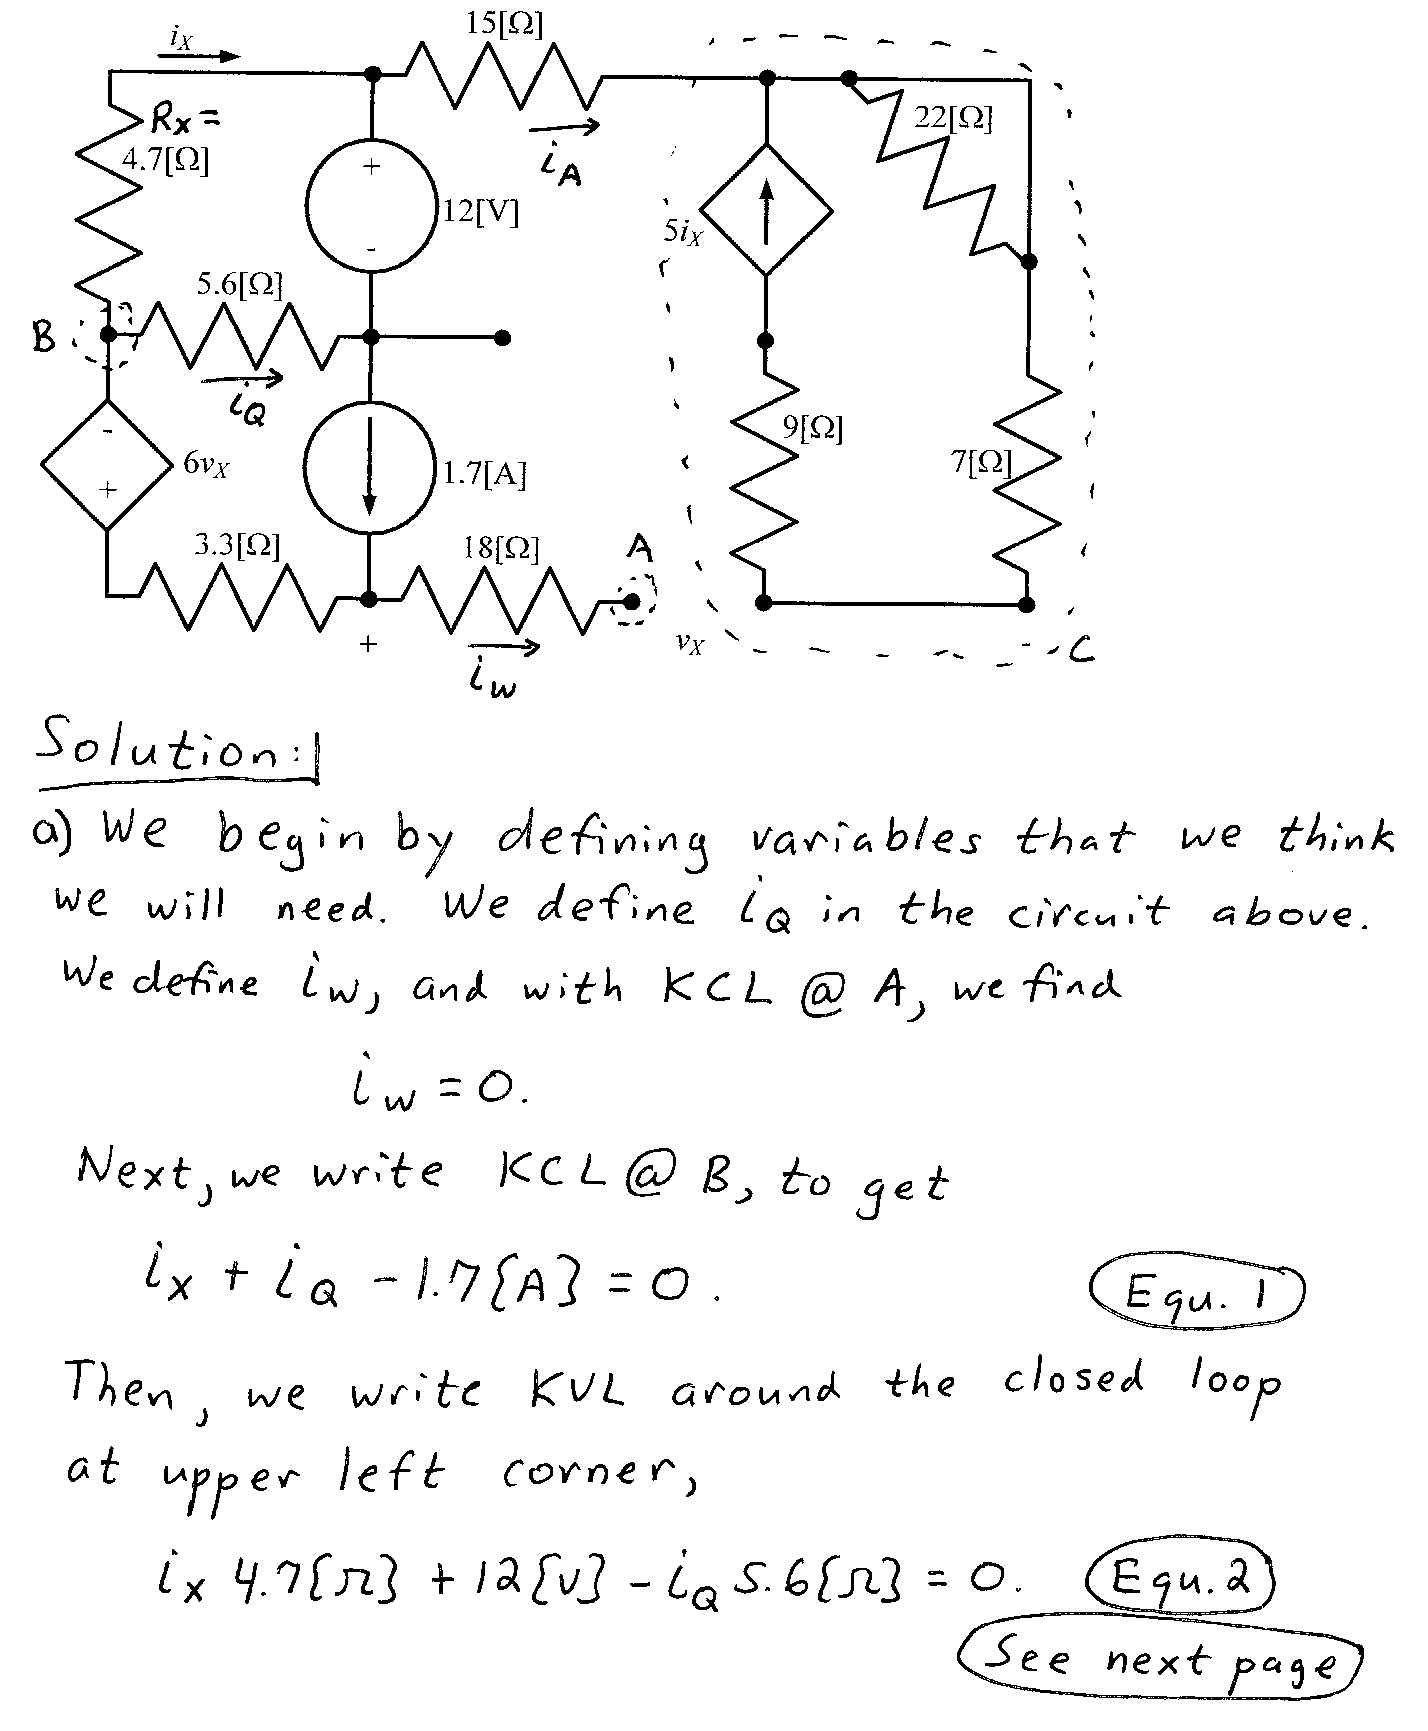 15[Ω]
iX
RX =
4.7[Ω]
+
12[V]
-
iA
22[Ω]
5iX
5.6[Ω]
B
iQ
-
6vX
+
1.7[A]
9[Ω]
7[Ω]
3.3[Ω]
18[Ω]
A
+
iW
vX
-
C
Solution:
a) We begin by defining variables that we think
we will need. We define iQ in the circuit above.
We define iW, and with KCL @ A, we find
iW = 0.
Next, we write KCL @ B, to get
iX + iQ - 1.7{A} = 0. Equ. 1
Then, we write KVL around the closed loop
at upper left corner,
iX 4.7{Ω} + 12{V} - iQ 5.6{Ω} = 0. Equ. 2
See next page